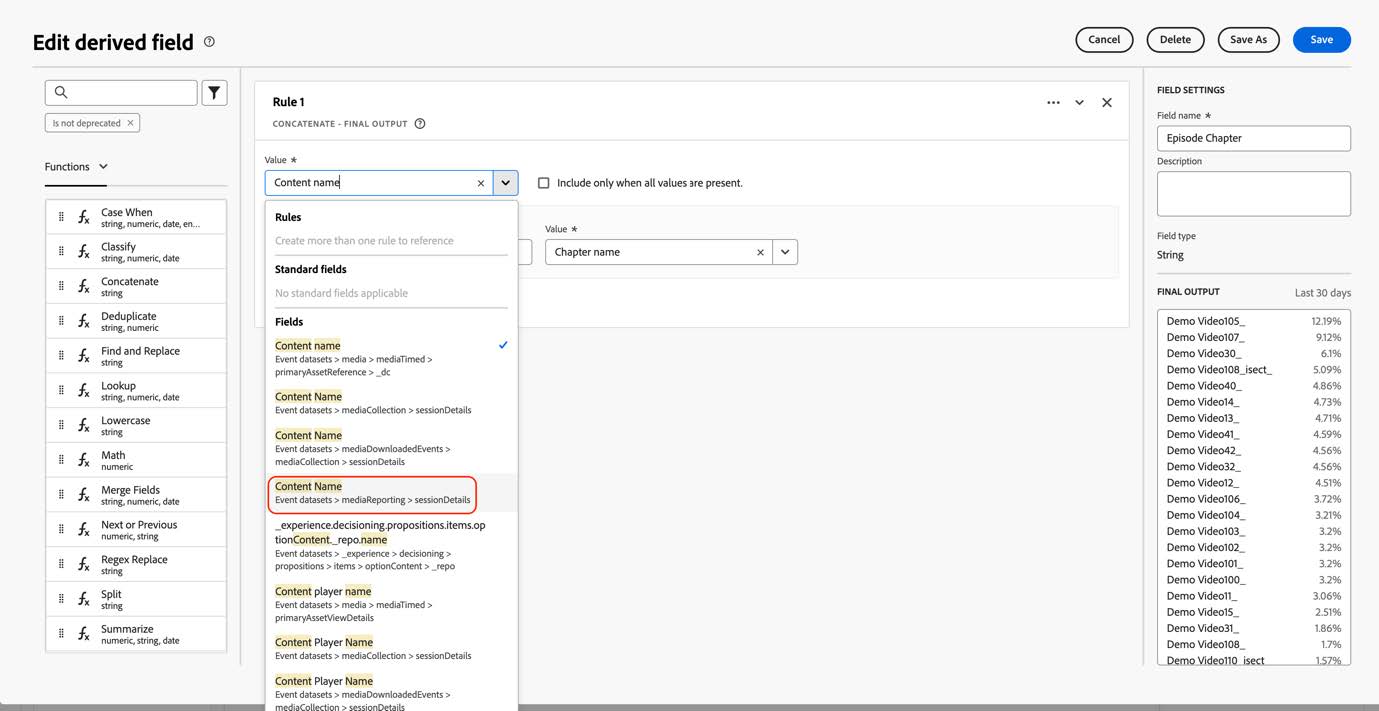 Edit derived field
Cancel
Delete
Save As
Save
Is not deprecated
Functions
Case When
string, numeric, date, en...
Classify
string, numeric, date
Concatenate
string
Deduplicate
string, numeric
Find and Replace
string
Lookup
string, numeric, date
Lowercase
string
Math
numeric
Merge Fields
string, numeric, date
Next or Previous
numeric, string
Regex Replace
string
Split
string
Summarize
numeric, string, date
Rule 1
CONCATENATE - FINAL OUTPUT
Value *
Content name
Include only when all values are present.
Value *
Chapter name
Rules
Create more than one rule to reference
Standard fields
No standard fields applicable
Fields
Content name
Event datasets > media > mediaTimed >
primaryAssetReference > _dc
Content Name
Event datasets > mediaCollection > sessionDetails
Content Name
Event datasets > mediaDownloadedEvents >
mediaCollection > sessionDetails
Content Name
Event datasets > mediaReporting > sessionDetails
_experience.decisioning.propositions.items.op
tionContent._repo.name
Event datasets > _experience > decisioning >
propositions > items > optionContent > _repo
Content player name
Event datasets > media > mediaTimed >
primaryAssetViewDetails
Content Player Name
Event datasets > mediaCollection > sessionDetails
Content Player Name
Event datasets > mediaDownloadedEvents >
mediaCollection > sessionDetails
FIELD SETTINGS
Field name *
Episode Chapter
Description
Field type
String
FINAL OUTPUT Last 30 days
Demo Video105_ 12.19%
Demo Video107_ 9.12%
Demo Video30_ 6.1%
Demo Video108_isect_ 5.09%
Demo Video40_ 4.86%
Demo Video14_ 4.73%
Demo Video13_ 4.71%
Demo Video41_ 4.59%
Demo Video42_ 4.56%
Demo Video32_ 4.56%
Demo Video12_ 4.51%
Demo Video106_ 3.72%
Demo Video104_ 3.21%
Demo Video103_ 3.2%
Demo Video102_ 3.2%
Demo Video101_ 3.2%
Demo Video100_ 3.2%
Demo Video11_ 3.06%
Demo Video15_ 2.51%
Demo Video31_ 1.86%
Demo Video108_ 1.7%
Demo Video110_isect 1.57%